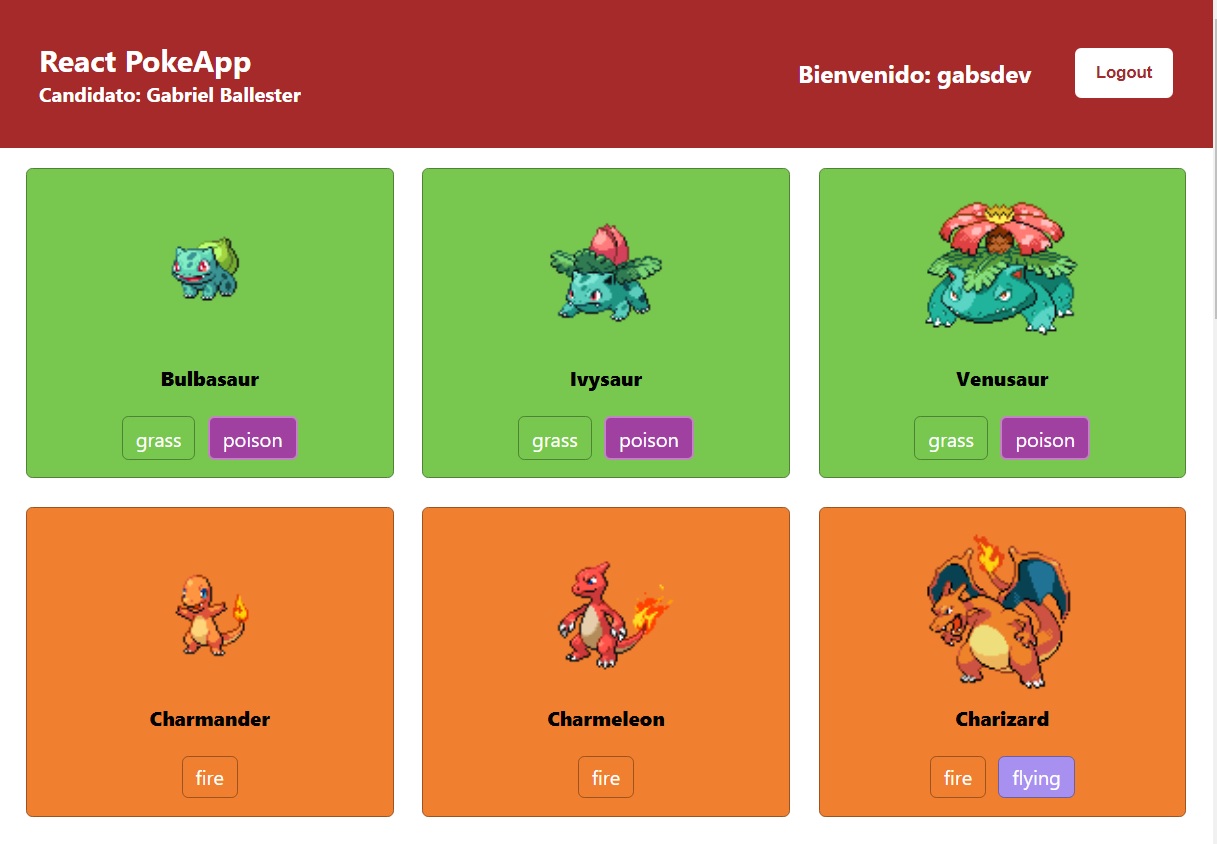 React PokeApp
Candidato: Gabriel Ballester
Bienvenido: gabsdev
Logout
Bulbasaur
grass poison
Ivysaur
grass poison
Venusaur
grass poison
Charmander
fire
Charmeleon
fire
Charizard
fire flying